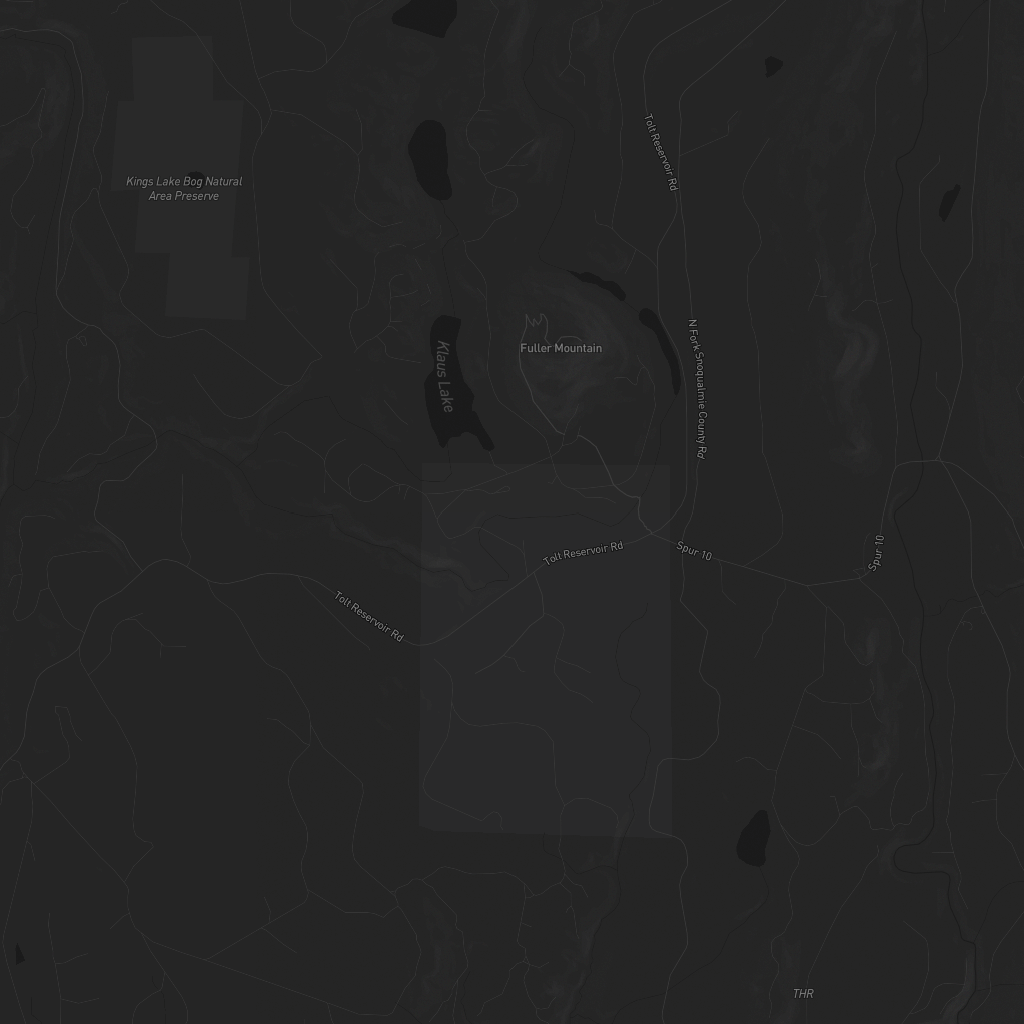 Tolt Reservoir Rd
Kings Lake Bog Natural
Area Preserve
N Fork Snoqualmie County Rd
Fuller Mountain
Klaus Lake
Tolt Reservoir Rd
Spur 10
Spur 10
Tolt Reservoir Rd
THR